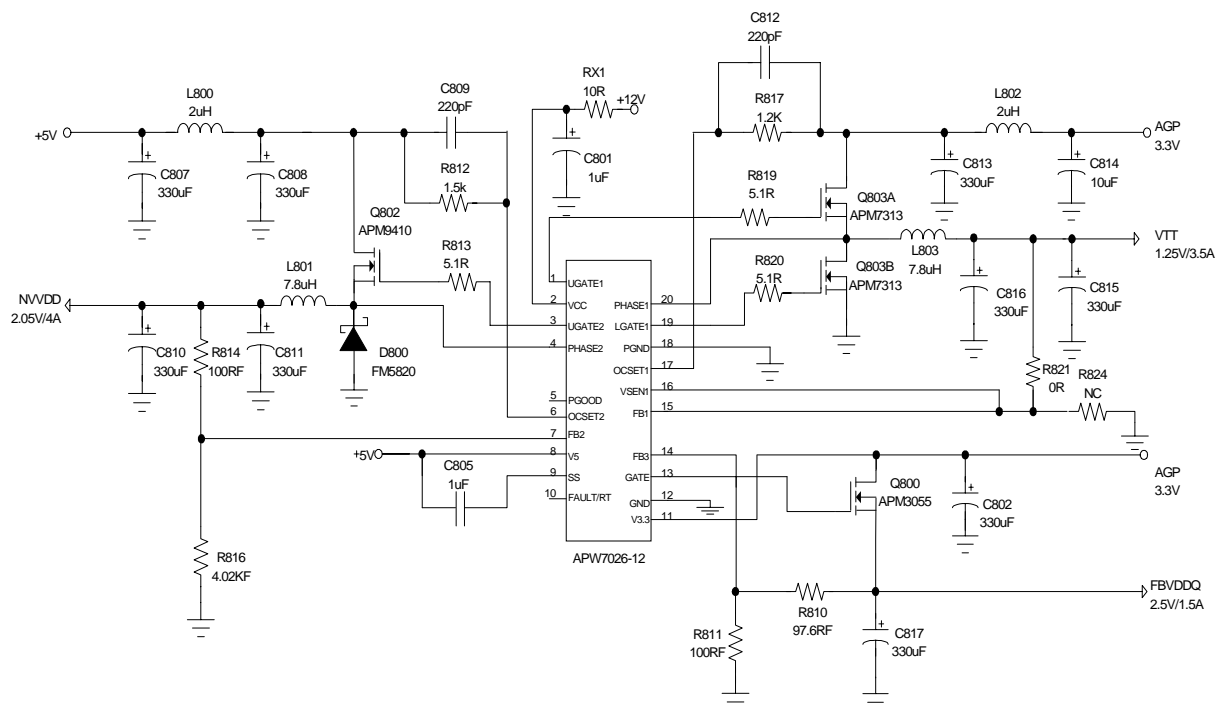 C812
220pF
RX1
10R
+12V
L800
2uH
C809
220pF
R817
1.2K
L802
2uH
+5V
AGP
3.3V
C807
330uF
C808
330uF
R812
1.5k
C801
1uF
C813
330uF
C814
10uF
R819
5.1R
Q803A
APM7313
Q802
APM9410
R813
5.1R
L803
7.8uH
VTT
1.25V/3.5A
R820
5.1R
Q803B
APM7313
L801
7.8uH
NVVDD
2.05V/4A
C816
330uF
C815
330uF
C810
330uF
R814
100RF
C811
330uF
D800
FM5820
1 UGATE1
2 VCC
3 UGATE2
4 PHASE2
5 PGOOD
6 OCSET2
7 FB2
8 V5
9 SS
10 FAULT/RT
PHASE1 20
LGATE1 19
PGND 18
OCSET1 17
VSEN1 16
FB1 15
FB3 14
GATE 13
GND 12
V3.3 11
APW7026-12
R821
0R
R824
NC
+5V
C805
1uF
AGP
3.3V
Q800
APM3055
C802
330uF
R816
4.02KF
FBVDDQ
2.5V/1.5A
R810
97.6RF
R811
100RF
C817
330uF
+
+
+
+
+
+
+
+
+
+
+